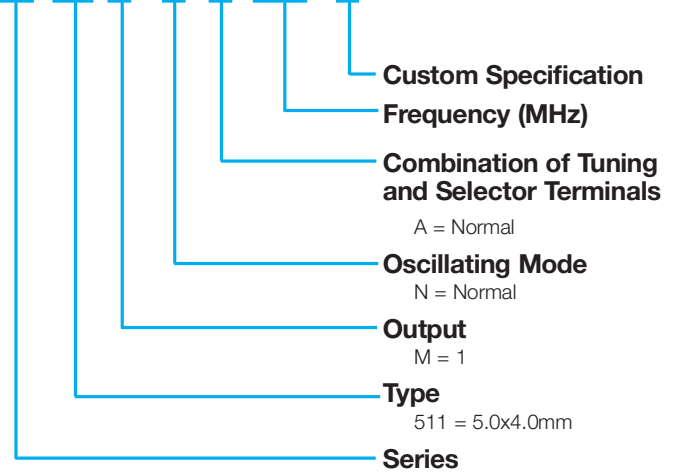 Custom Specification
Frequency (MHz)
Combination of Tuning
and Selector Terminals
A = Normal
Oscillating Mode
N = Normal
Output
M = 1
Type
511 = 5.0x4.0mm
Series